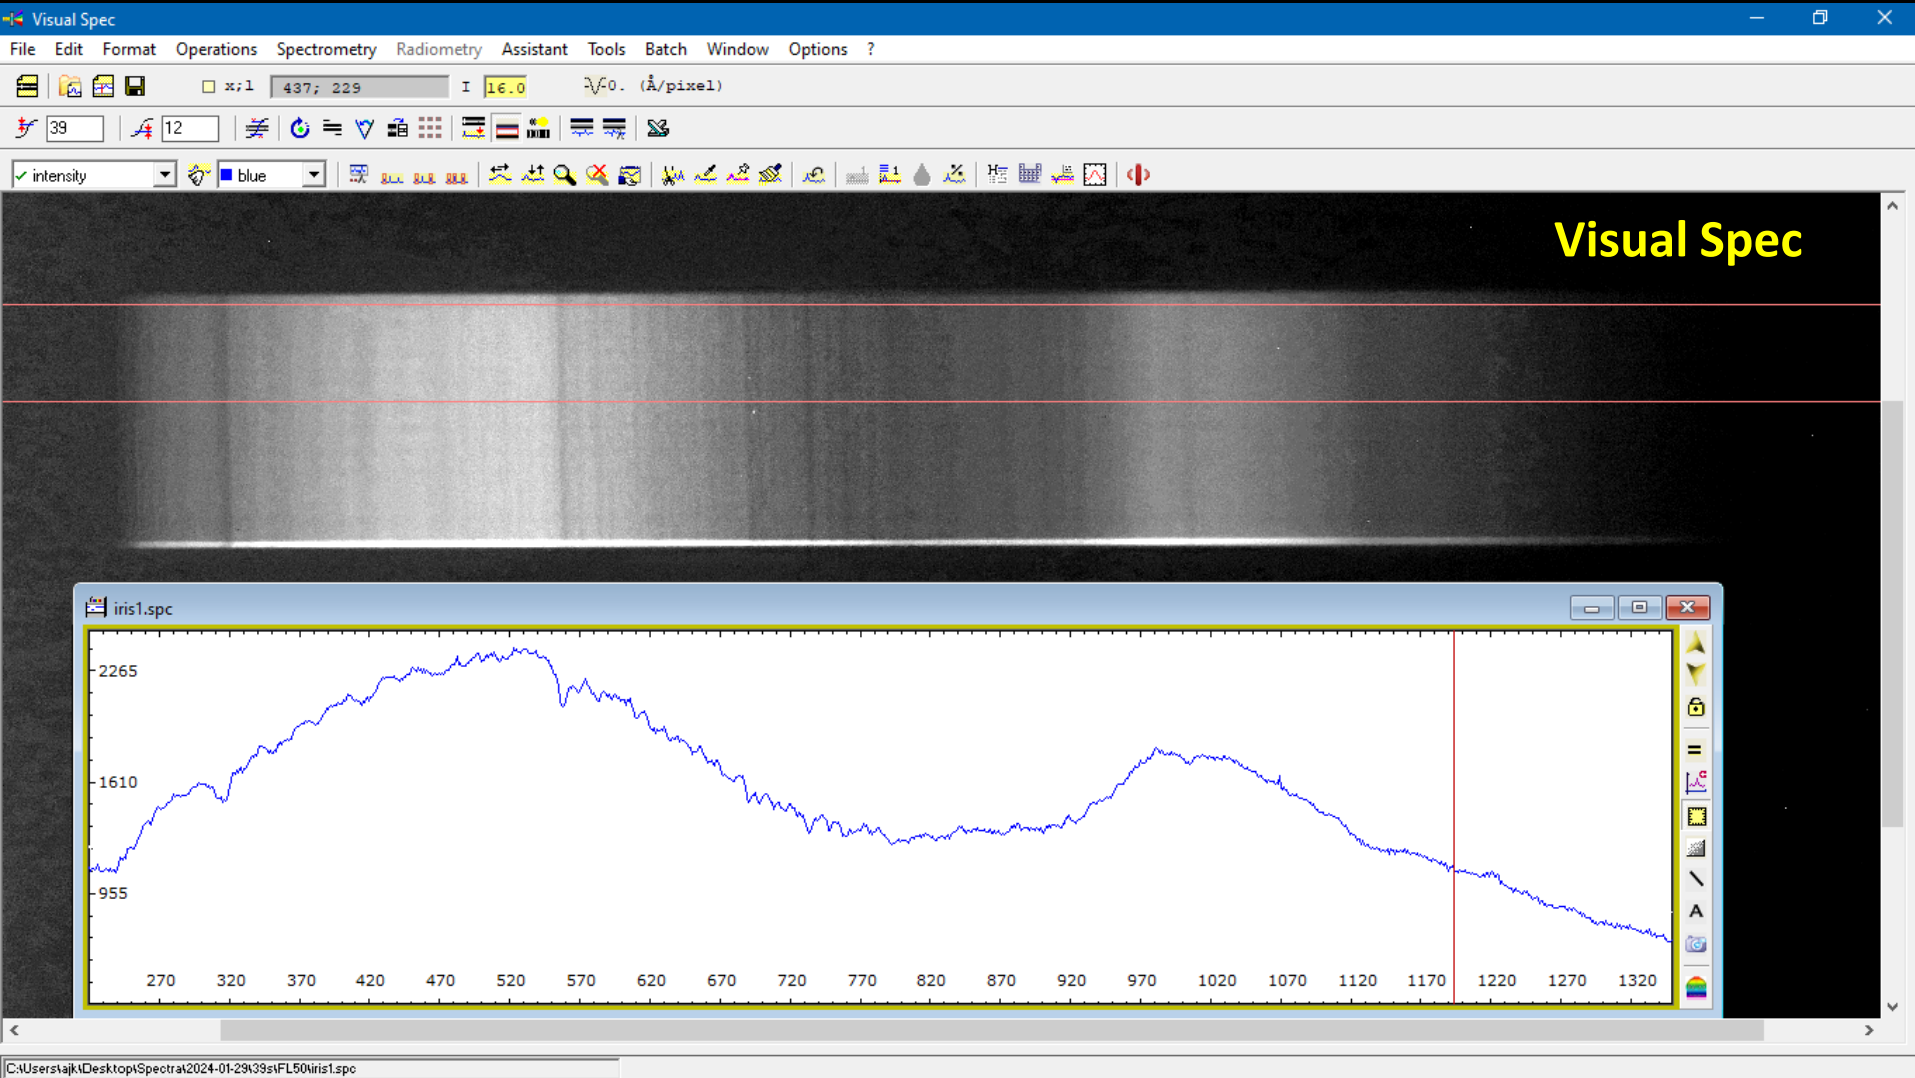 Visual Spec
File Edit Format Operations Spectrometry Radiometry Assistant Tools Batch Window Options ?
x;l 437; 229 I 16.0 0. (Å/pixel)
39 12
intensity blue
Visual Spec
iris1.spc
2265
1610
955
270 320 370 420 470 520 570 620 670 720 770 820 870 920 970 1020 1070 1120 1170 1220 1270 1320
A
C:\Users\ajk\Desktop\Spectra\2024-01-29\39s\FL50\iris1.spc